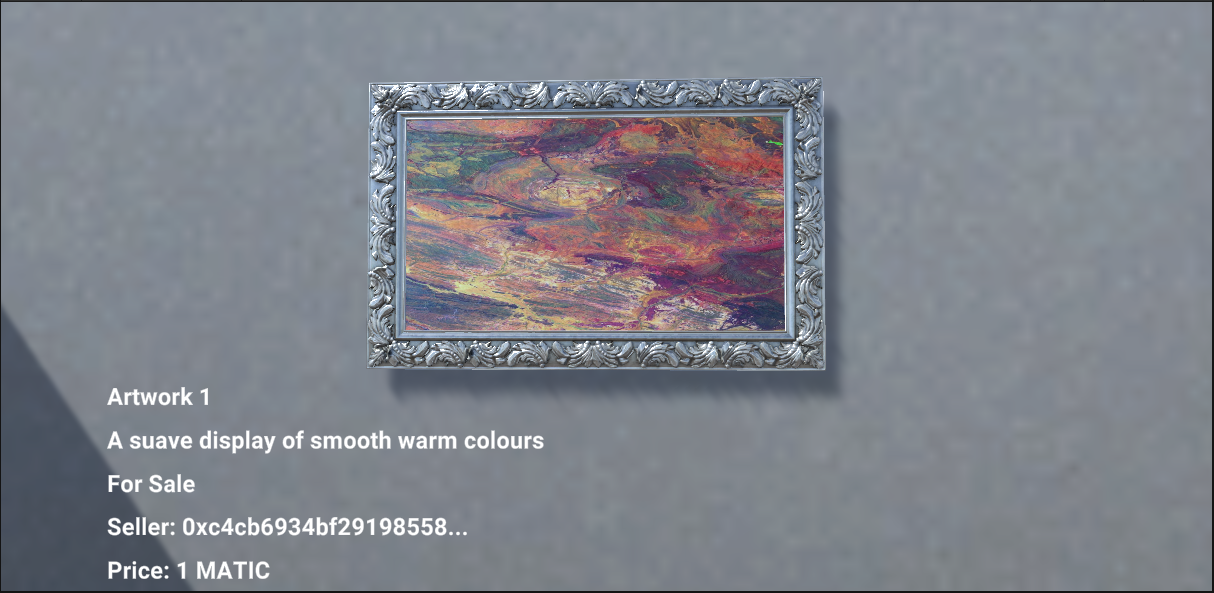 Artwork 1
A suave display of smooth warm colours
For Sale
Seller: 0xc4cb6934bf29198558...
Price: 1 MATIC